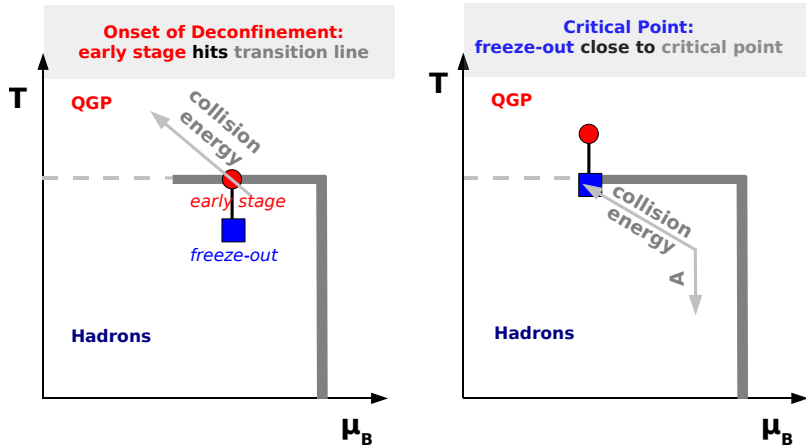 Onset of Deconfinement:
early stage hits transition line
T
QGP
collision
energy
early stage
freeze-out
Hadrons
μB
Critical Point:
freeze-out close to critical point
T
QGP
collision
energy
A
Hadrons
μB